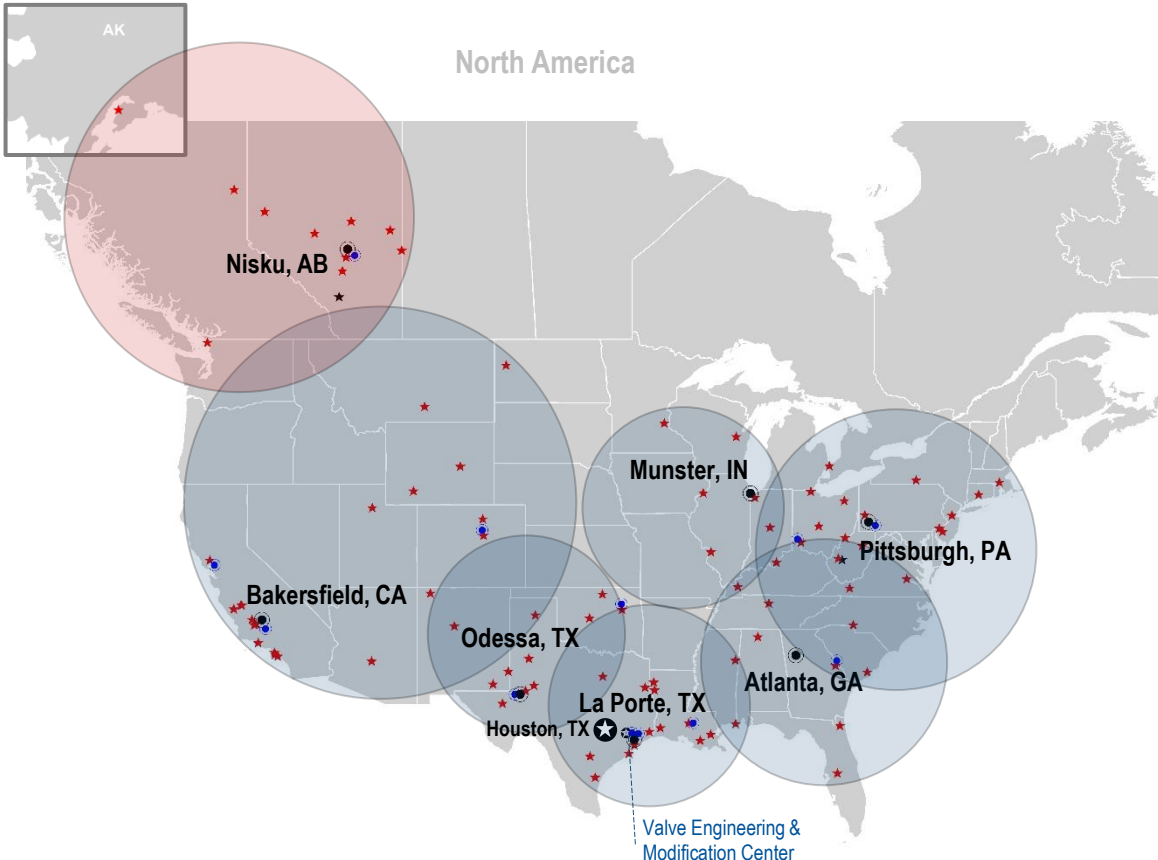 AK
North America
Nisku, AB
Munster, IN
Pittsburgh, PA
Bakersfield, CA
Odessa, TX
Atlanta, GA
La Porte, TX
Houston, TX
Valve Engineering &
Modification Center